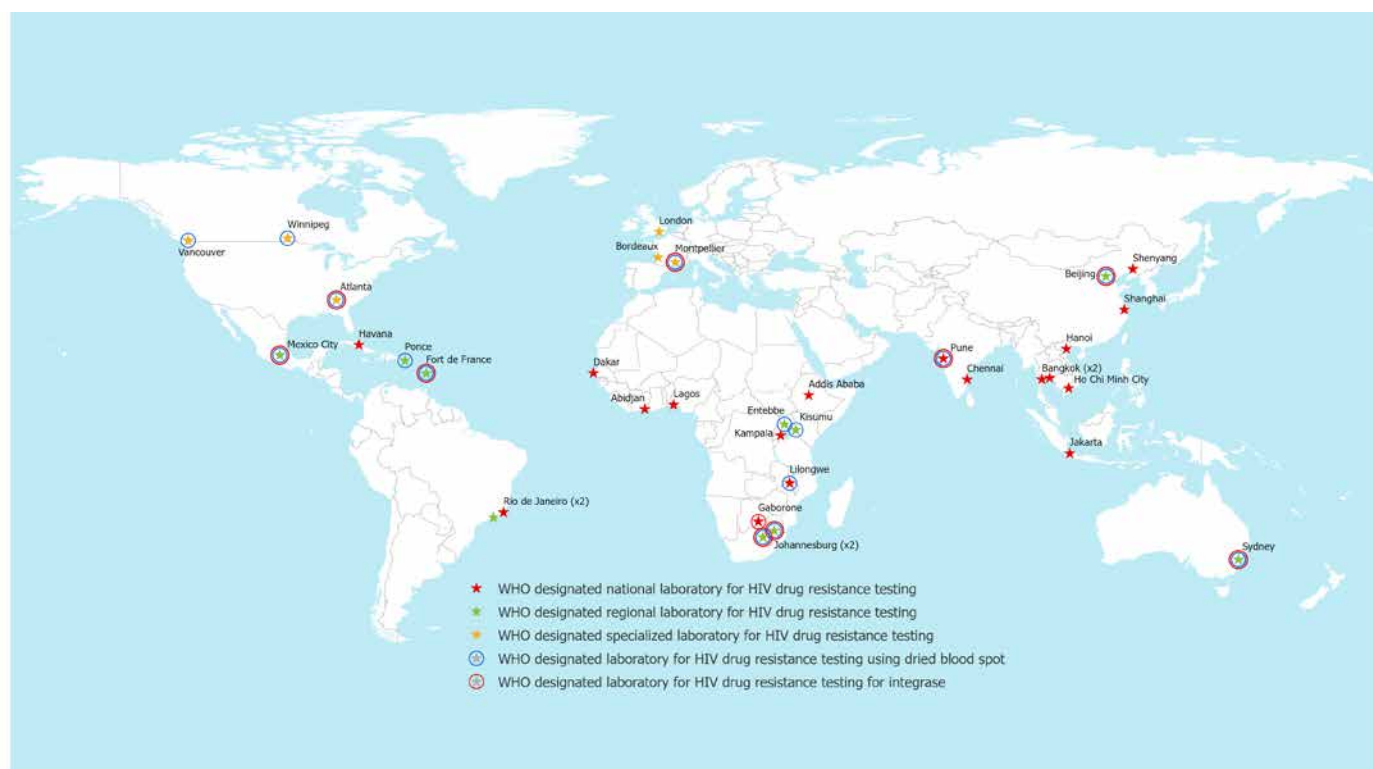 Winnipeg
Vancouver
London
Bordeaux
Montpellier
Shenyang
Beijing
Atlanta
Shanghai
Havana
Mexico City
Ponce
Fort de France
Hanoi
Pune
Dakar
Chennai
Bangkok (x2)
Ho Chi Minh City
Addis Ababa
Abidjan
Lagos
Entebbe
Kisumu
Kampala
Jakarta
Lilongwe
Rio de Janeiro (x2)
Gaborone
Johannesburg (x2)
Sydney
WHO designated national laboratory for HIV drug resistance testing
WHO designated regional laboratory for HIV drug resistance testing
WHO designated specialized laboratory for HIV drug resistance testing
WHO designated laboratory for HIV drug resistance testing using dried blood spot
WHO designated laboratory for HIV drug resistance testing for integrase